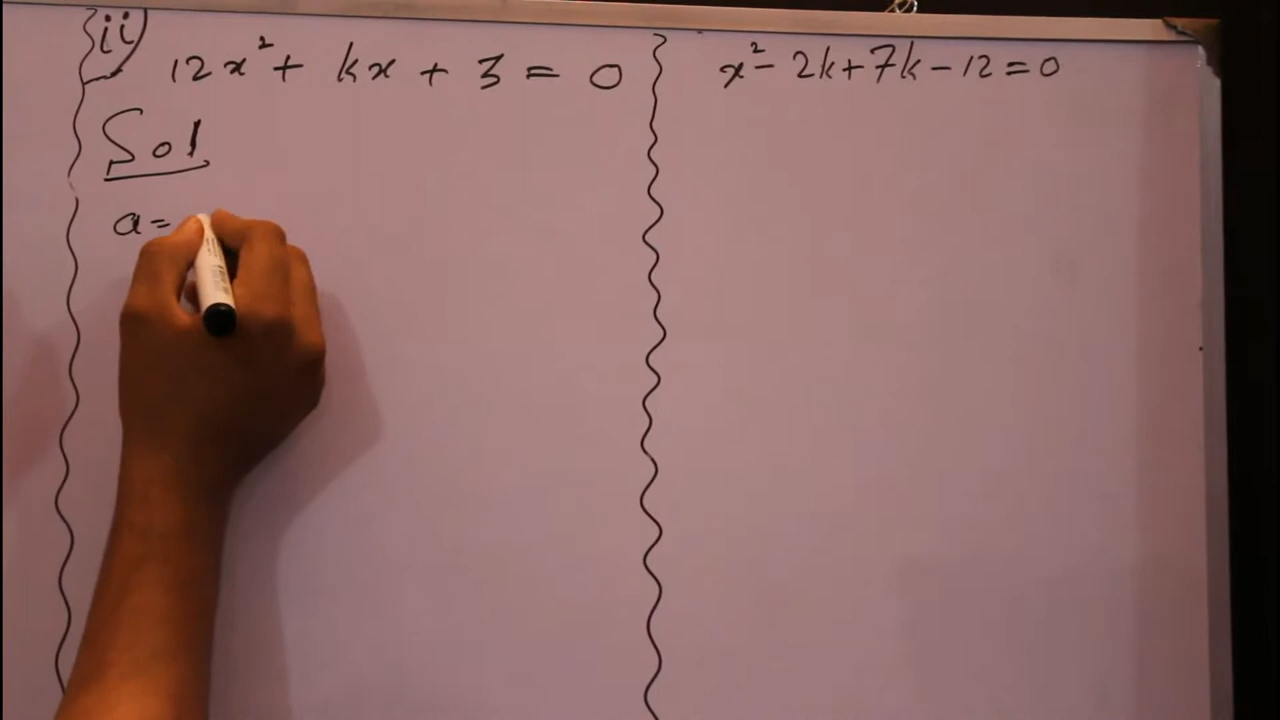 ii)
12x² + kx + 3 = 0
Sol
a =
x² - 2k + 7k - 12 = 0